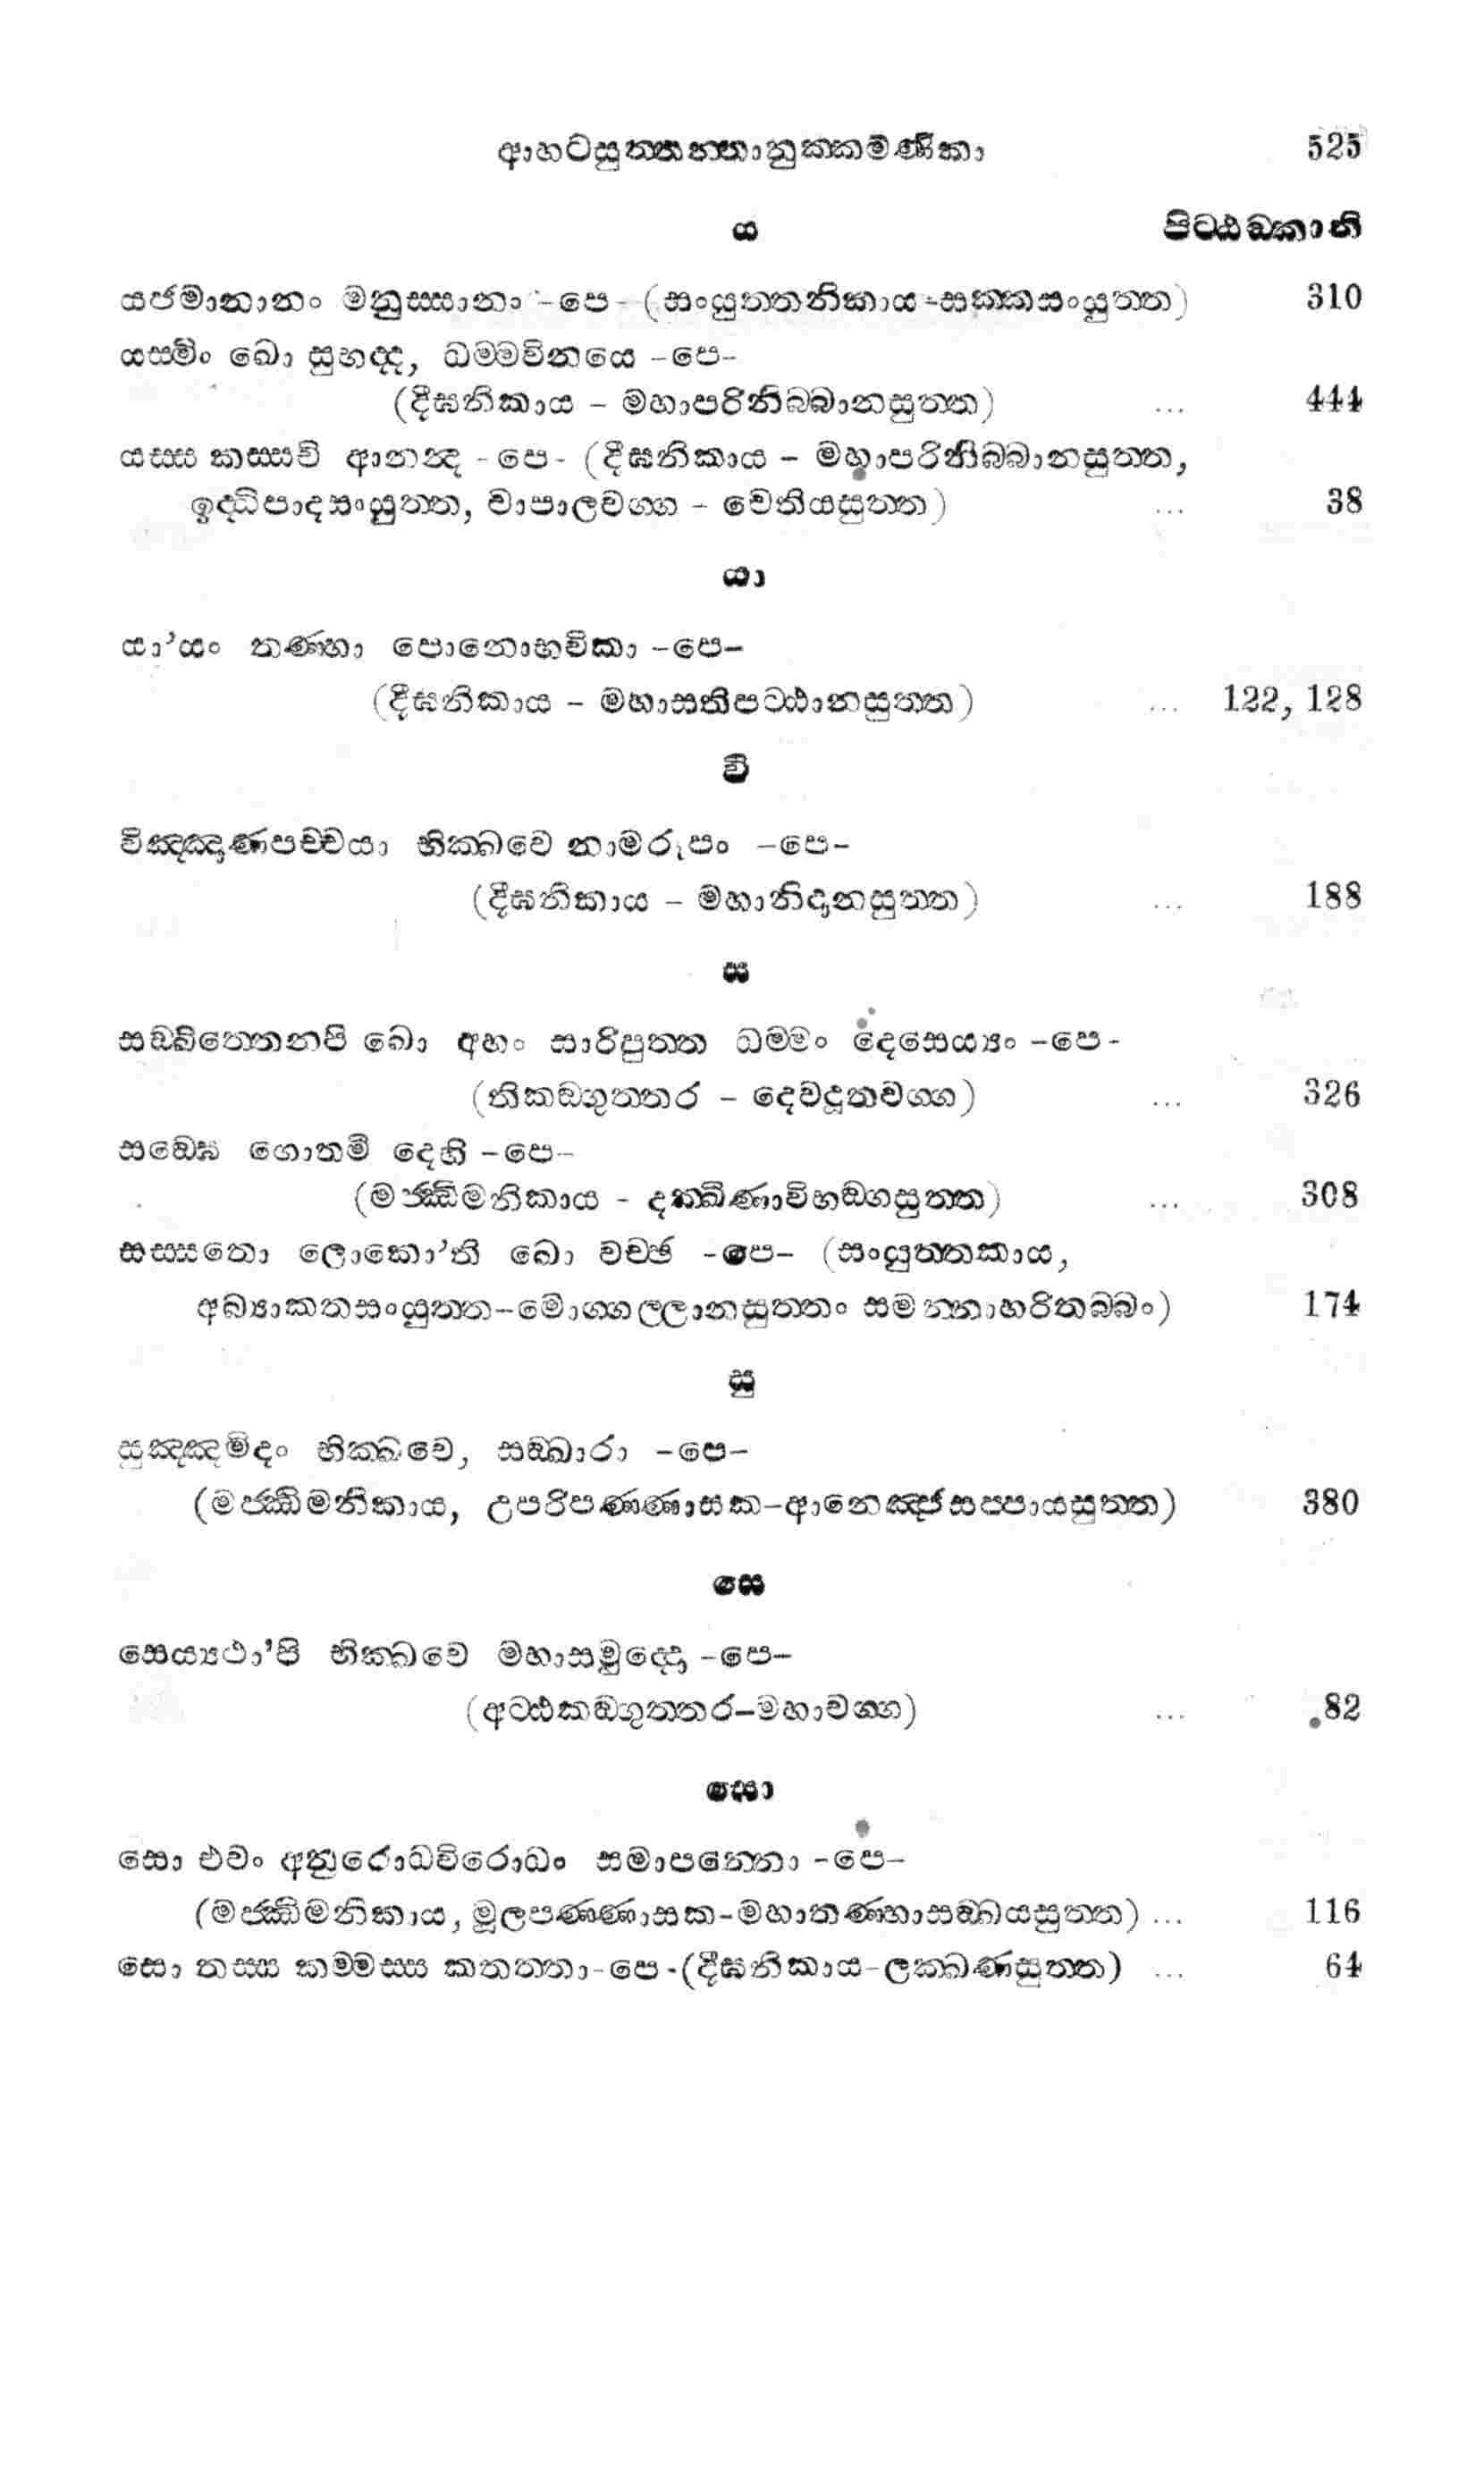 ආහටසුත්තන්තානුක්කමණිකා 525
ය පිට්ඨඞ්කානි
යජමානානං මනුස්සානං -පෙ- (සංයුත්තනිකාය-සක්කසංයුත්ත) 310
යස්මිං ඛො සුභද්ද, ධම්මවිනයෙ -පෙ-
(දීඝනිකාය - මහාපරිනිබ්බානසුත්ත) ... 444
යස්ස කස්සචි ආනන්ද -පෙ- (දීඝනිකාය - මහාපරිනිබ්බානසුත්ත,
ඉද්ධිපාදසංයුත්ත, චාපාලවග්ග - චෙතියසුත්ත) ... 38
යා
යා'යං තණ්හා පොනොභවිකා -පෙ-
(දීඝනිකාය - මහාසතිපට්ඨානසුත්ත) ... 122, 128
වි
විඤ්ඤාණපච්චයා භික්ඛවෙ නාමරූපං -පෙ-
(දීඝනිකාය - මහානිදානසුත්ත) ... 188
ස
සඞ්ඛිත්තෙනපි ඛො අහං සාරිපුත්ත ධම්මං දෙසෙය්‍යං -පෙ-
(තිකඞ්ගුත්තර - දෙවදූතවග්ග) ... 326
සඞ්ඝෙ ගොතමි දෙහි -පෙ-
(මජ්ඣිමනිකාය - දක්ඛිණාවිභඞ්ගසුත්ත) ... 308
සස්සතො ලොකො'ති ඛො වච්ඡ -පෙ- (සංයුත්තකාය,
අබ්‍යාකතසංයුත්ත-මොග්ගල්ලානසුත්තං සමන්නාහරිතබ්බං) 174
සු
සුඤ්ඤමිදං භික්ඛවෙ, සඞ්ඛාරා -පෙ-
(මජ්ඣිමනිකාය, උපරිපණ්ණාසක-ආනෙඤ්ජසප්පායසුත්ත) 380
සෙ
සෙය්‍යථා'පි භික්ඛවෙ මහාසමුද්දො -පෙ-
(අට්ඨකඞ්ගුත්තර-මහාවග්ග) ... 82
සො
සො එවං අනුරොධවිරොධං සමාපන්නො -පෙ-
(මජ්ඣිමනිකාය, මූලපණ්ණාසක-මහාතණ්හාසඞ්ඛයසුත්ත) ... 116
සො තස්ස කම්මස්ස කතත්තා-පෙ-(දීඝනිකාය-ලක්ඛණසුත්ත) ... 64